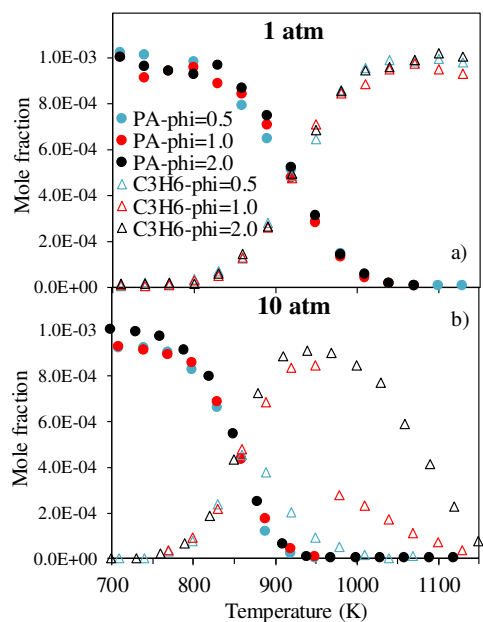 1 atm
1.0E-03
8.0E-04
6.0E-04
4.0E-04
2.0E-04
0.0E+00
Mole fraction
PA-phi=0.5
PA-phi=1.0
PA-phi=2.0
C3H6-phi=0.5
C3H6-phi=1.0
C3H6-phi=2.0
a)
10 atm
b)
1.0E-03
8.0E-04
6.0E-04
4.0E-04
2.0E-04
0.0E+00
Mole fraction
700 800 900 1000 1100
Temperature (K)